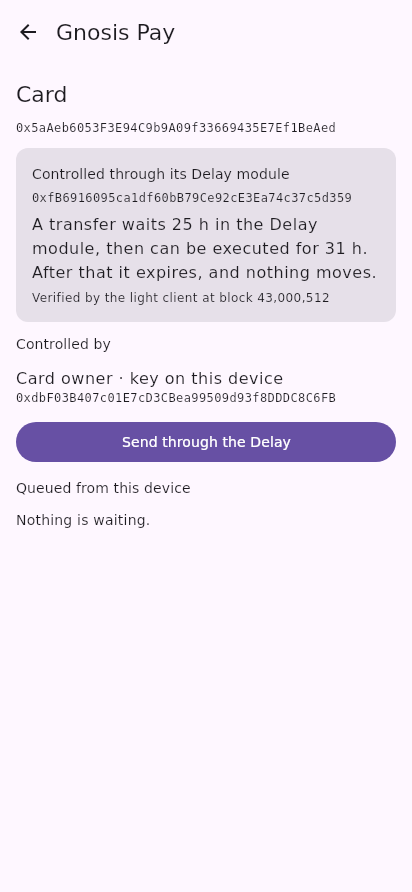 Gnosis Pay
Card
0x5aAeb6053F3E94C9b9A09f33669435E7Ef1BeAed
Controlled through its Delay module
0xfB6916095ca1df60bB79Ce92cE3Ea74c37c5d359
A transfer waits 25 h in the Delay
module, then can be executed for 31 h.
After that it expires, and nothing moves.
Verified by the light client at block 43,000,512
Controlled by
Card owner · key on this device
0xdbF03B407c01E7cD3CBea99509d93f8DDDC8C6FB
Send through the Delay
Queued from this device
Nothing is waiting.